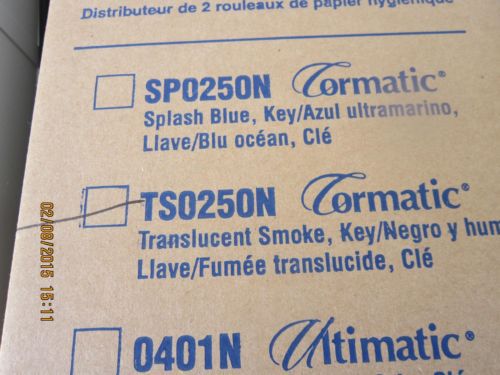 Distributeur de 2 rouleaux de papier hygiénique
SP0250N Cormatic®
Splash Blue, Key/Azul ultramarino,
Llave/Blu océan, Clé
TS0250N Cormatic®
Translucent Smoke, Key/Negro y hum
Llave/Fumée translucide, Clé
0401N Ultimatic®
Clé
02/08/2015 15:11